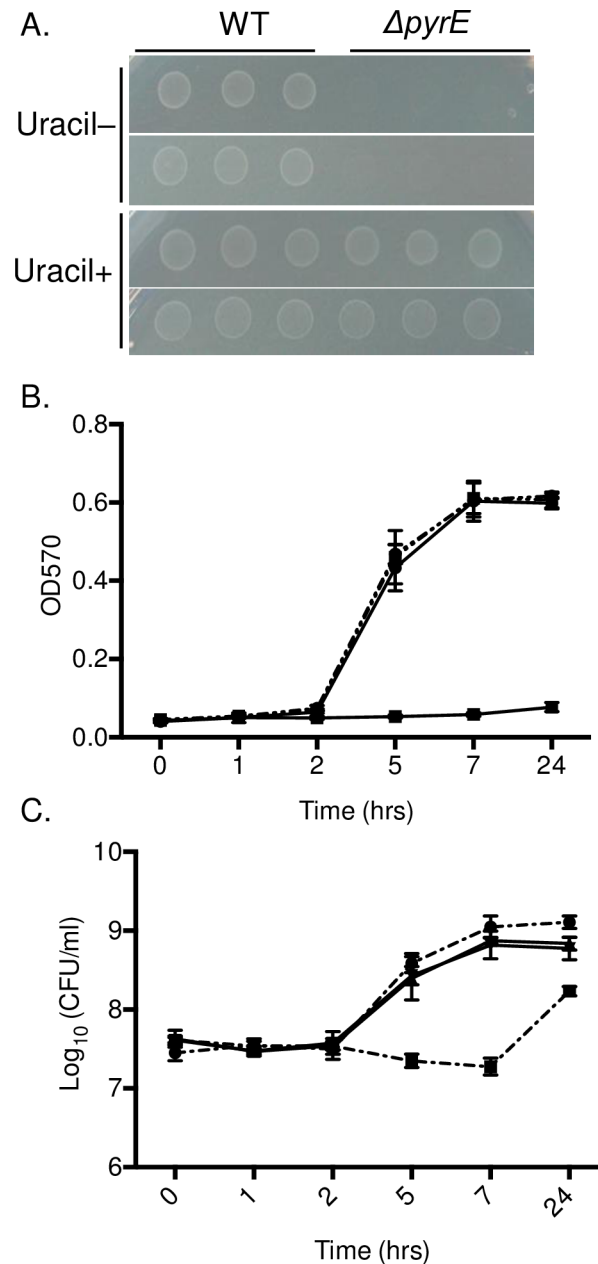 A.
WT ΔpyrE
Uracil–
Uracil+
B.
0.8
0.6
0.4
0.2
0.0
OD570
0 1 2 5 7 24
Time (hrs)
C.
10
9
8
7
6
Log10 (CFU/ml)
0 1 2 5 7 24
Time (hrs)